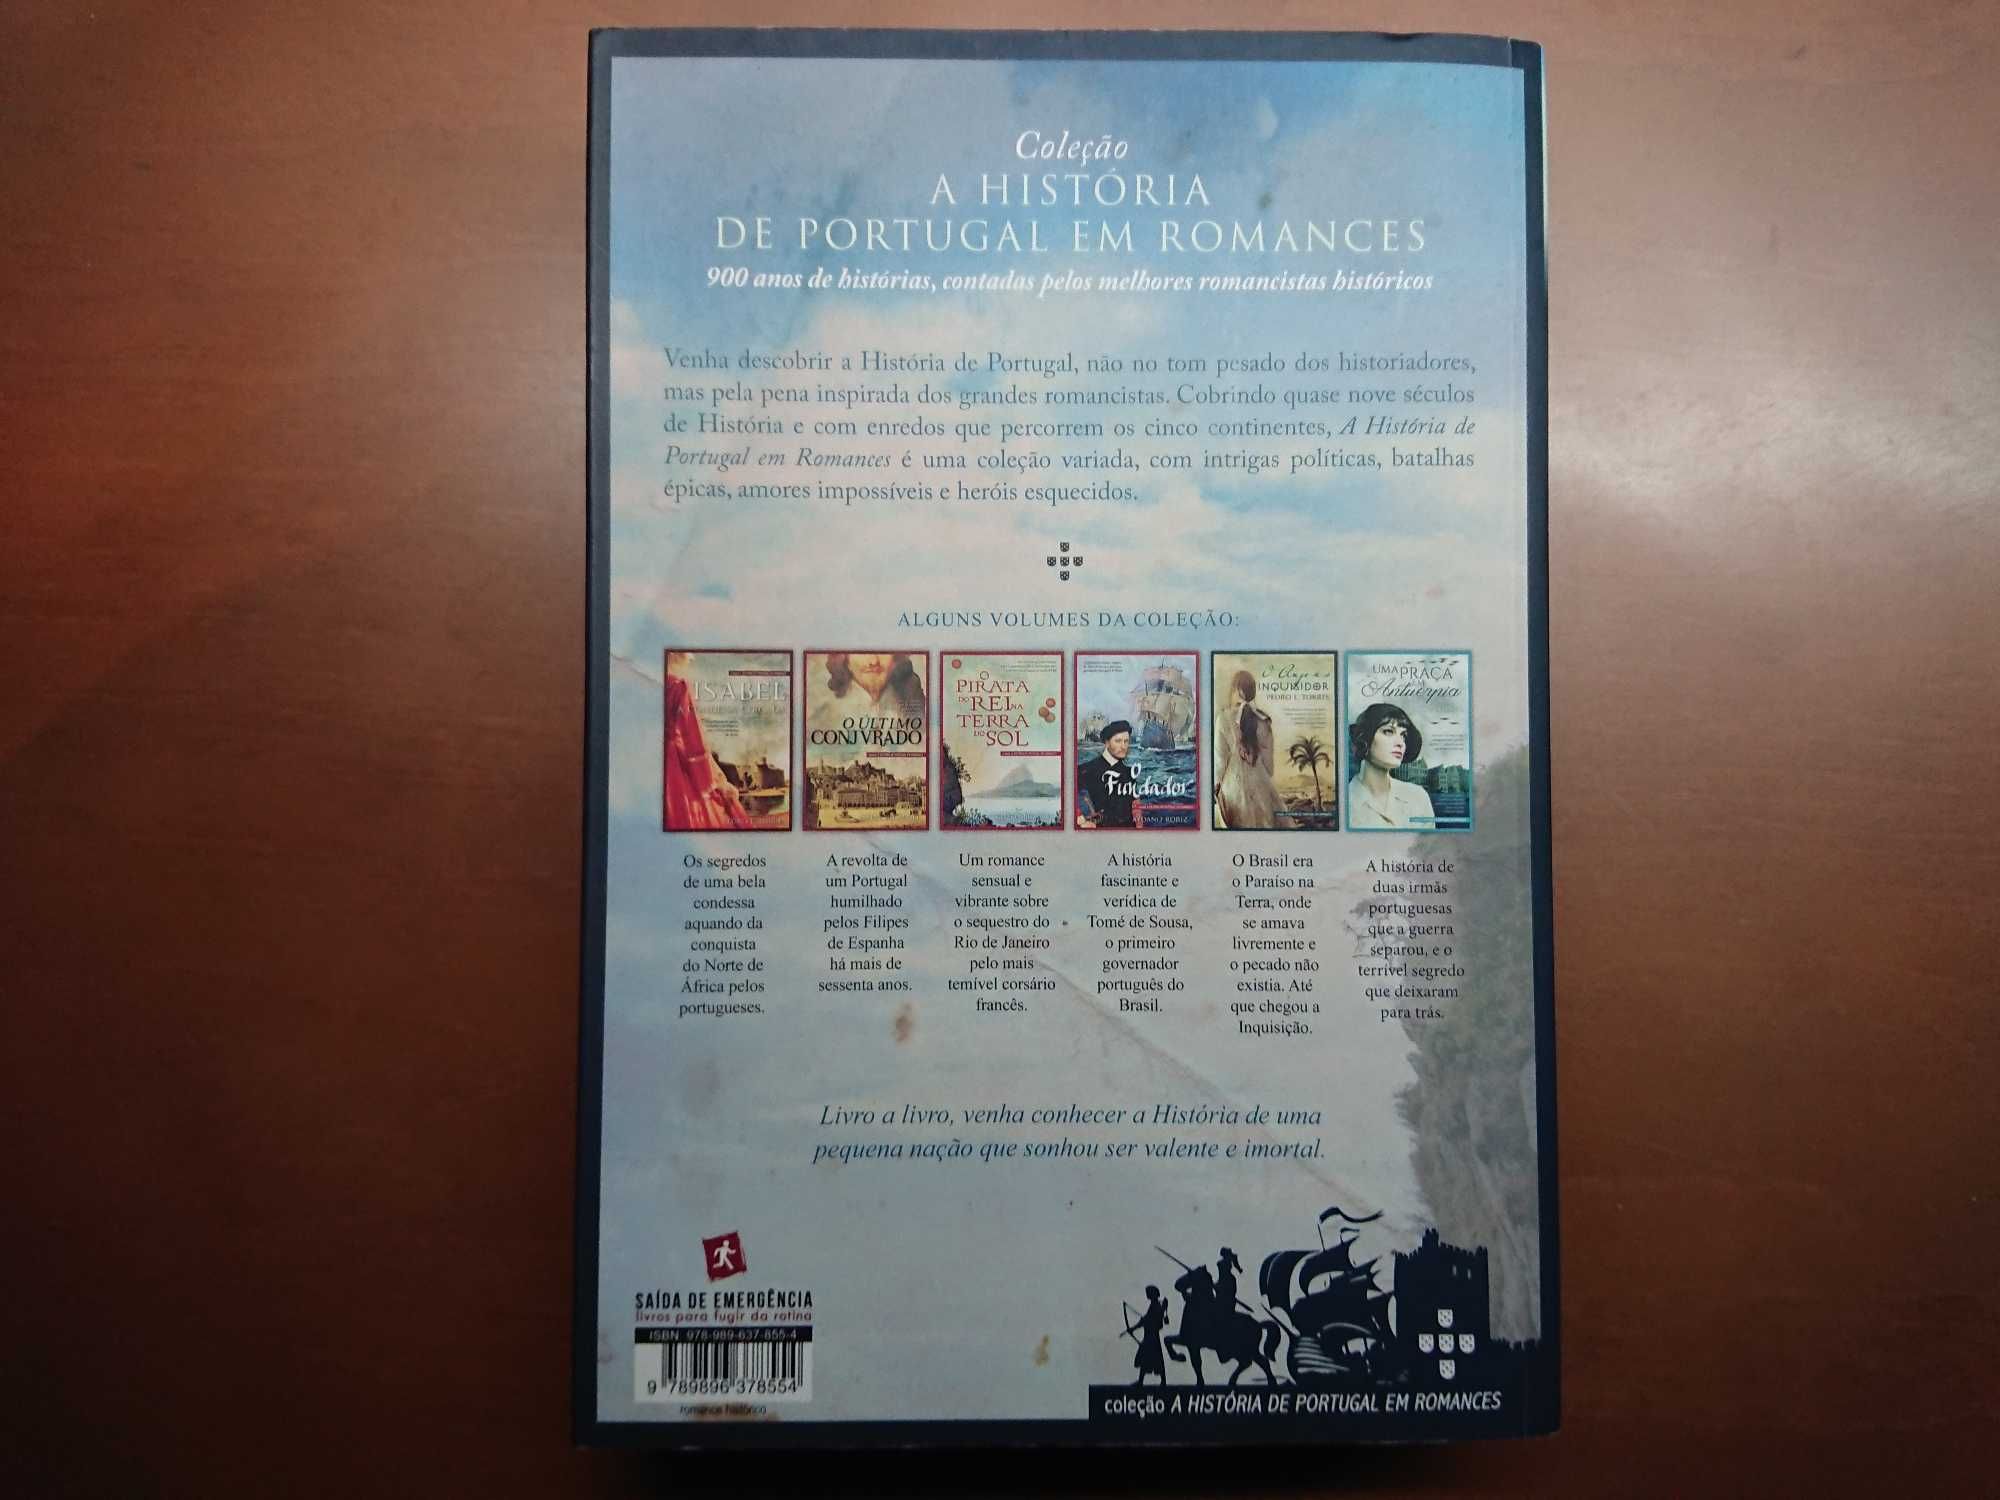 Coleção
A HISTÓRIA
DE PORTUGAL EM ROMANCES
900 anos de histórias, contadas pelos melhores romancistas históricos
Venha descobrir a História de Portugal, não no tom pesado dos historiadores,
mas pela pena inspirada dos grandes romancistas. Cobrindo quase nove séculos
de História e com enredos que percorrem os cinco continentes, A História de
Portugal em Romances é uma coleção variada, com intrigas políticas, batalhas
épicas, amores impossíveis e heróis esquecidos.
ALGUNS VOLUMES DA COLEÇÃO:
ISABEL
Os segredos
de uma bela
condessa
aquando da
conquista
do Norte de
África pelos
portugueses.
O ÚLTIMO
CONJVRADO
A revolta de
um Portugal
humilhado
pelos Filipes
de Espanha
há mais de
sessenta anos.
O
PIRATA
DO REI NA
TERRA
DO SOL
Um romance
sensual e
vibrante sobre
o sequestro do
Rio de Janeiro
pelo mais
temível corsário
francês.
O
Fundador
AYDANO RORIZ
A história
fascinante e
verídica de
Tomé de Sousa,
o primeiro
governador
português do
Brasil.
INQUISIDOR
PEDRO L. TORRES
O Brasil era
o Paraíso na
Terra, onde
se amava
livremente e
o pecado não
existia. Até
que chegou a
Inquisição.
UMA PRAÇA
EM
Antuérpia
A história de
duas irmãs
portuguesas
que a guerra
separou, e o
terrível segredo
que deixaram
para trás.
Livro a livro, venha conhecer a História de uma
pequena nação que sonhou ser valente e imortal.
SAÍDA DE EMERGÊNCIA
livros para fugir da rotina
ISBN 978-989-637-855-4
9 789896 378554
romance histórico
coleção A HISTÓRIA DE PORTUGAL EM ROMANCES